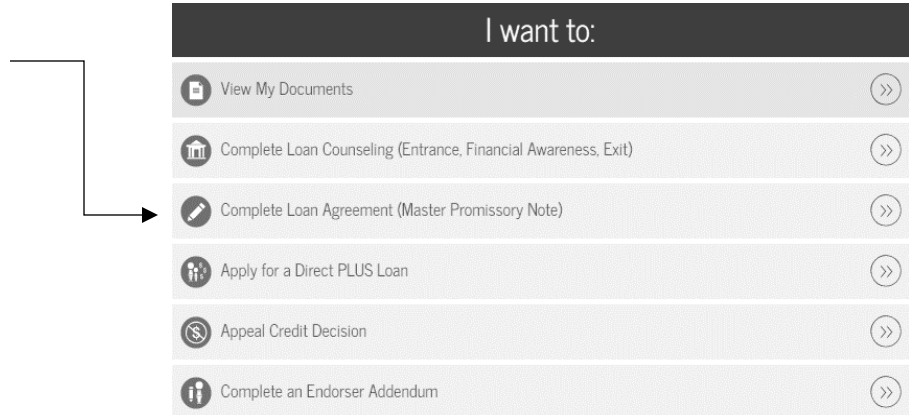 I want to:
View My Documents
Complete Loan Counseling (Entrance, Financial Awareness, Exit)
Complete Loan Agreement (Master Promissory Note)
Apply for a Direct PLUS Loan
Appeal Credit Decision
Complete an Endorser Addendum